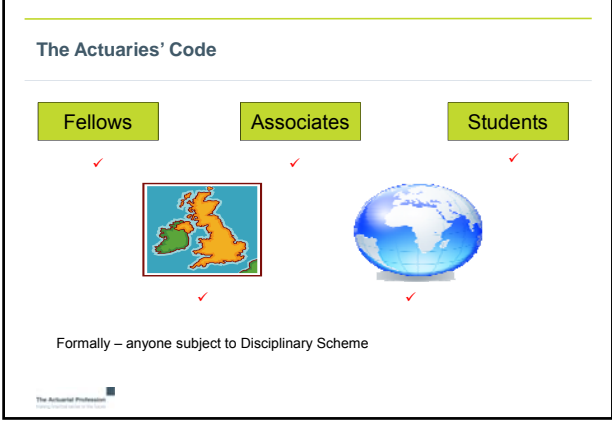 The Actuaries’ Code
Fellows
Associates
Students
Formally – anyone subject to Disciplinary Scheme
The Actuarial Profession